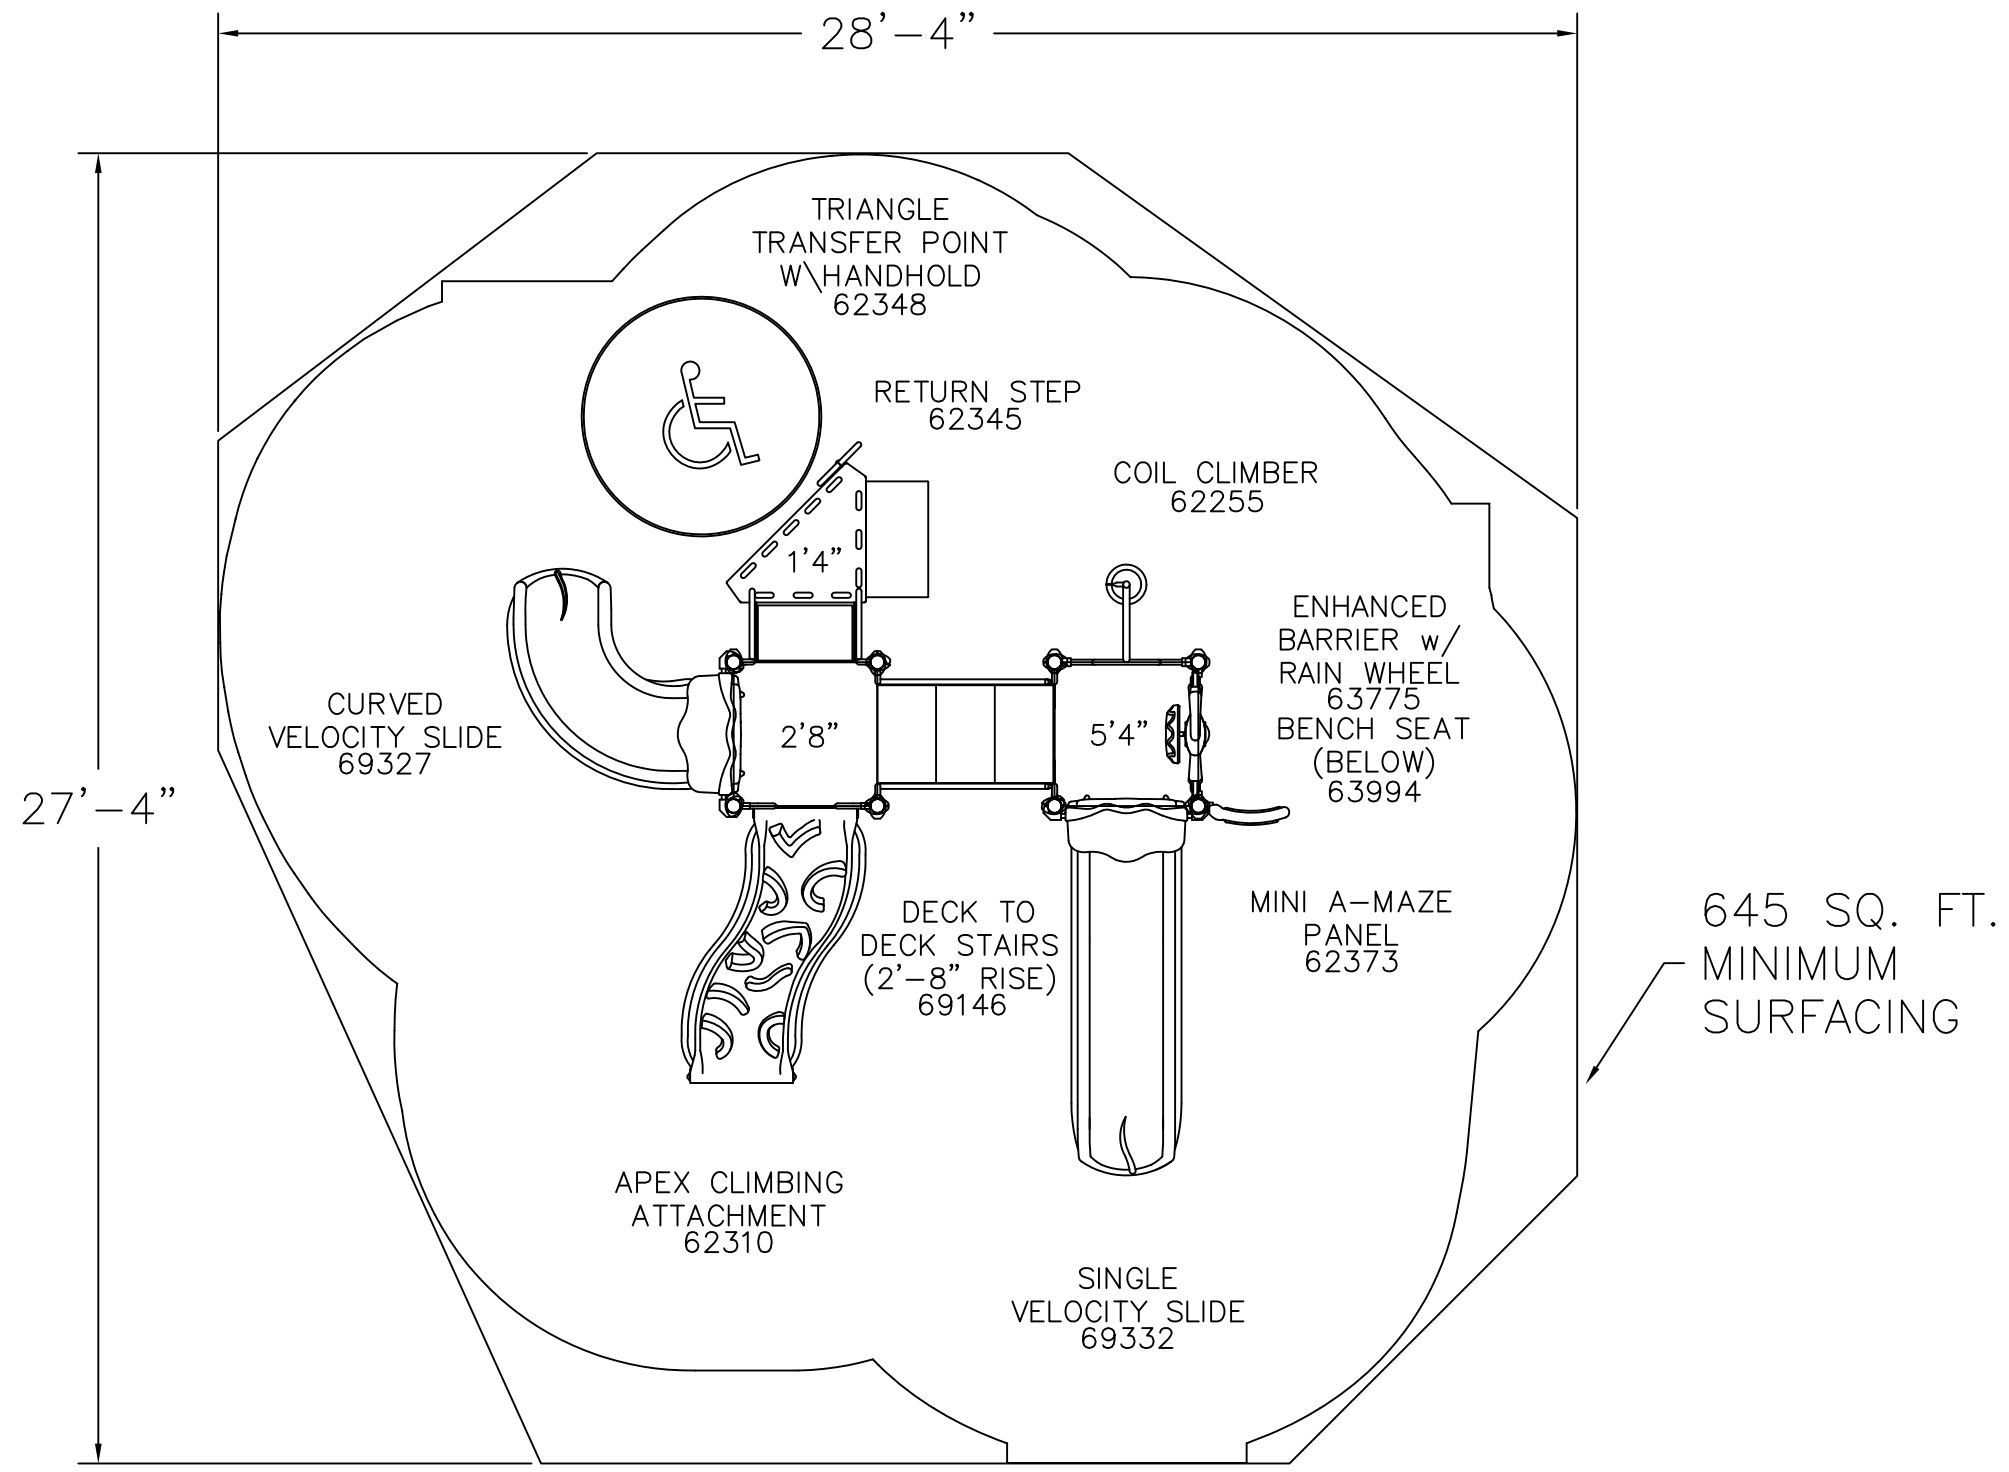 28'-4"
TRIANGLE
TRANSFER POINT
W\HANDHOLD
62348
RETURN STEP
62345
COIL CLIMBER
62255
1'4"
ENHANCED
BARRIER w/
RAIN WHEEL
63775
BENCH SEAT
(BELOW)
63994
CURVED
VELOCITY SLIDE
69327
2'8"
5'4"
27'-4"
MINI A-MAZE
PANEL
62373
645 SQ. FT.
MINIMUM
SURFACING
DECK TO
DECK STAIRS
(2'-8" RISE)
69146
APEX CLIMBING
ATTACHMENT
62310
SINGLE
VELOCITY SLIDE
69332